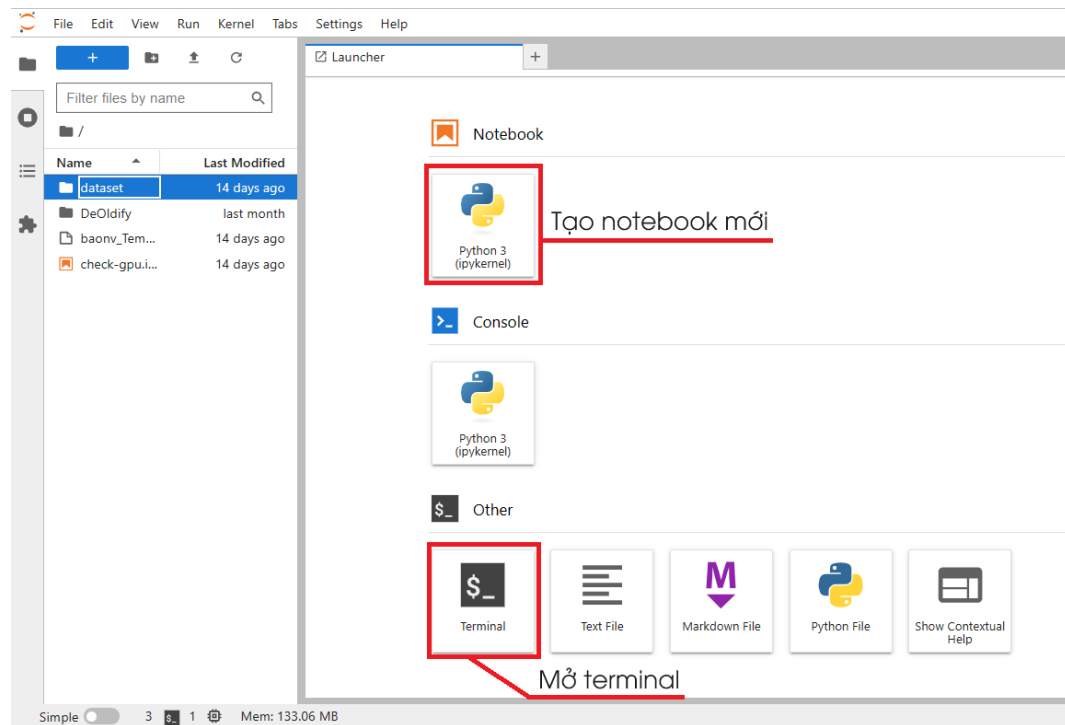 File Edit View Run Kernel Tabs Settings Help
+
Launcher
+
Filter files by name
/
Name Last Modified
dataset 14 days ago
DeOldify last month
baonv_Tem... 14 days ago
check-gpu.i... 14 days ago
Notebook
Python 3
(ipykernel)
Tạo notebook mới
Console
Python 3
(ipykernel)
$_ Other
$_
Terminal
Text File
M
Markdown File
Python File
Show Contextual
Help
Mở terminal
Simple 3 $_ 1 Mem: 133.06 MB